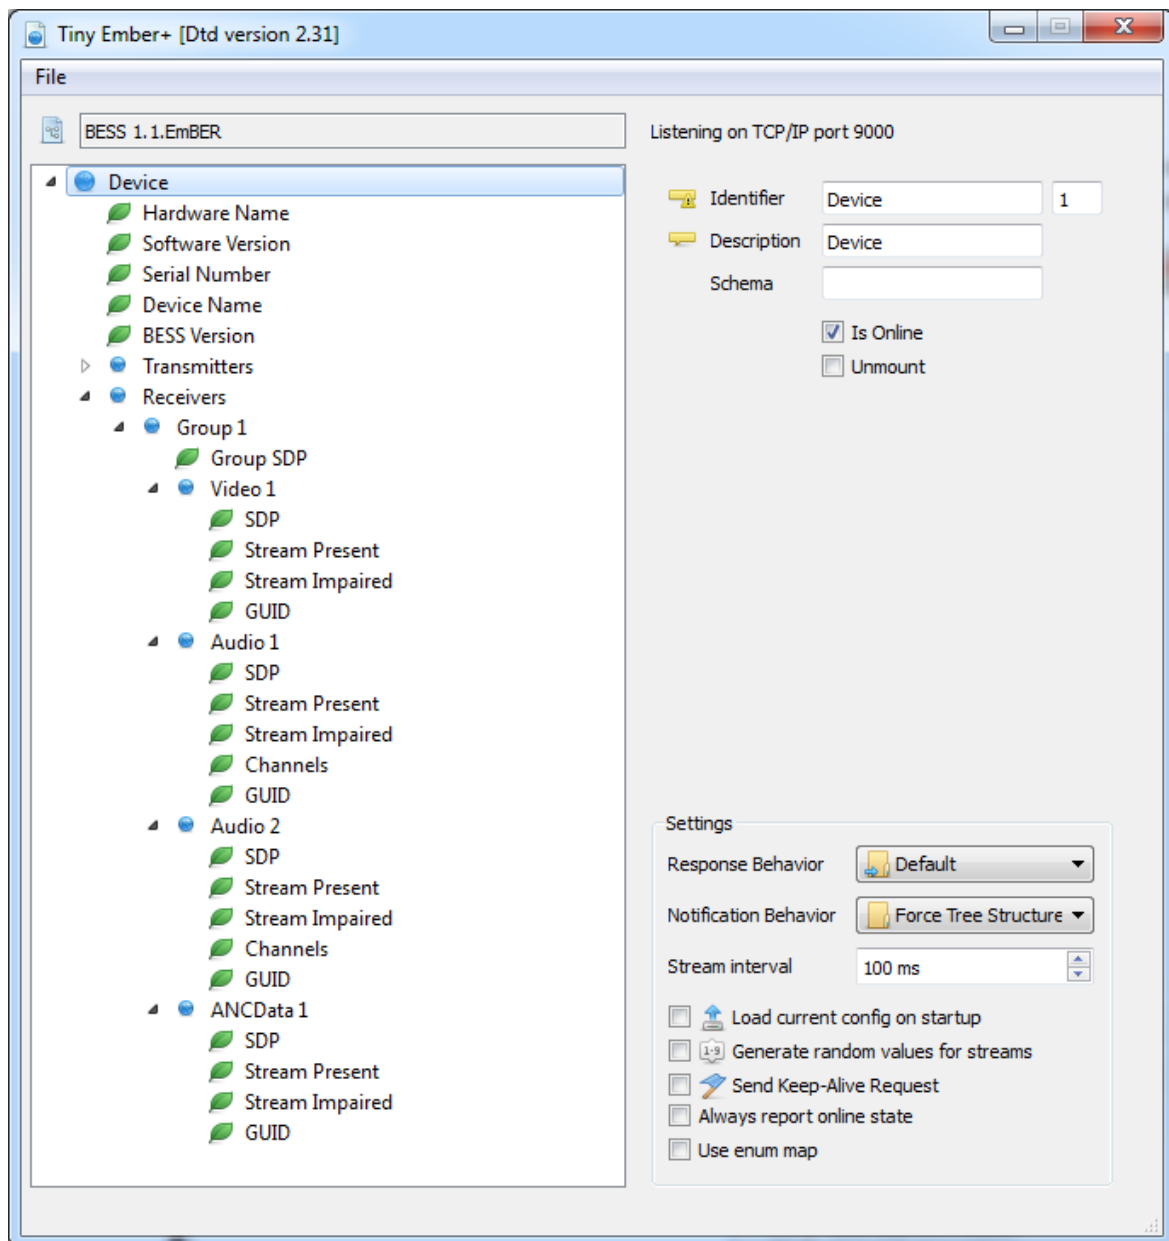 Tiny Ember+ [Dtd version 2.31]
File
BESS 1.1.EmBER
Listening on TCP/IP port 9000
Device
Hardware Name
Software Version
Serial Number
Device Name
BESS Version
Transmitters
Receivers
Group 1
Group SDP
Video 1
SDP
Stream Present
Stream Impaired
GUID
Audio 1
SDP
Stream Present
Stream Impaired
Channels
GUID
Audio 2
SDP
Stream Present
Stream Impaired
Channels
GUID
ANCData 1
SDP
Stream Present
Stream Impaired
GUID
Identifier Device 1
Description Device
Schema
Is Online
Unmount
Settings
Response Behavior Default
Notification Behavior Force Tree Structure
Stream interval 100 ms
Load current config on startup
1-9 Generate random values for streams
Send Keep-Alive Request
Always report online state
Use enum map